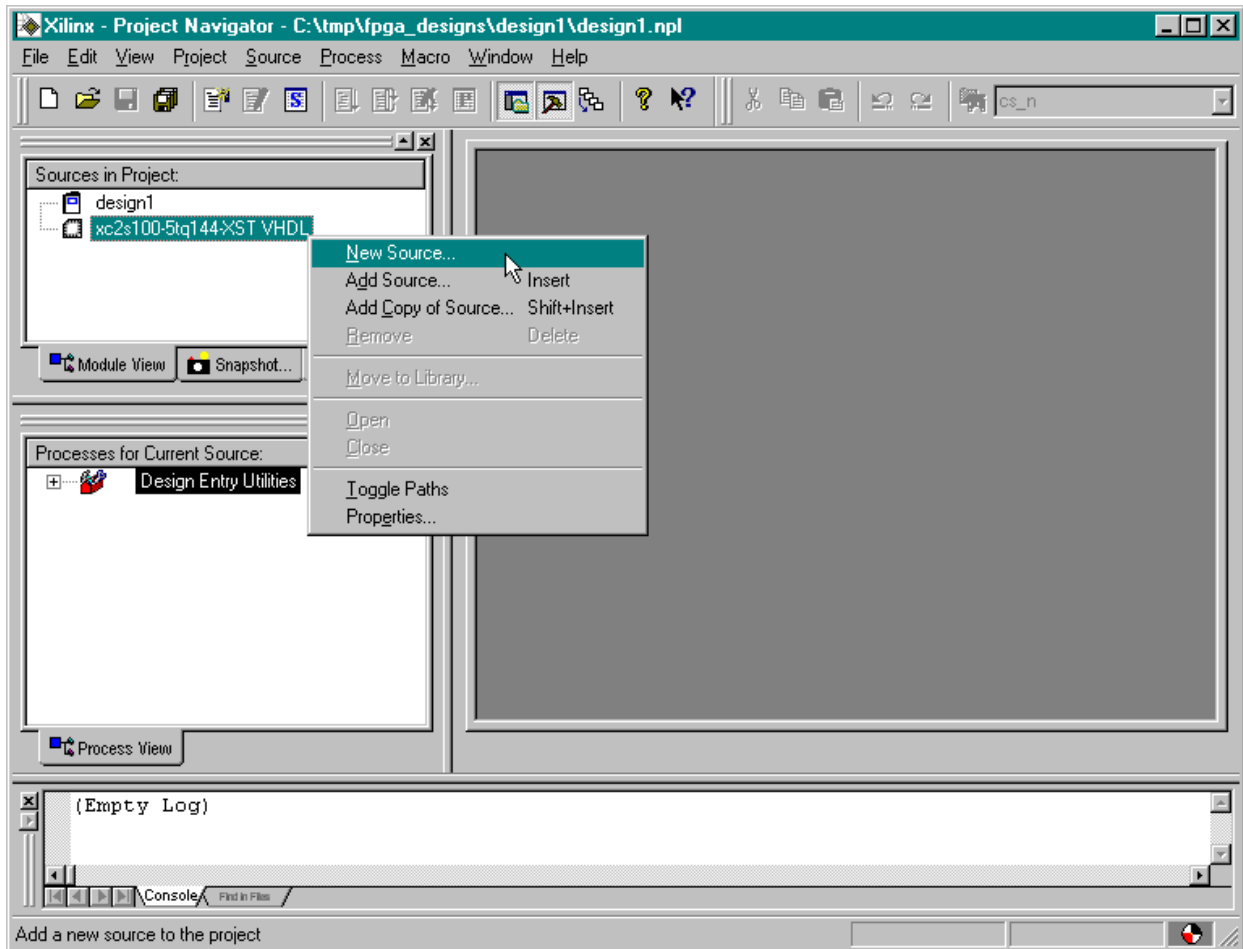 Xilinx - Project Navigator - C:\tmp\fpga_designs\design1\design1.npl
File Edit View Project Source Process Macro Window Help
cs_n
Sources in Project:
design1
xc2s100-5tq144-XST VHDL
New Source...
Add Source... Insert
Add Copy of Source... Shift+Insert
Remove Delete
Move to Library...
Open
Close
Toggle Paths
Properties...
Module View Snapshot...
Processes for Current Source:
Design Entry Utilities
Process View
(Empty Log)
Console Find in Files
Add a new source to the project